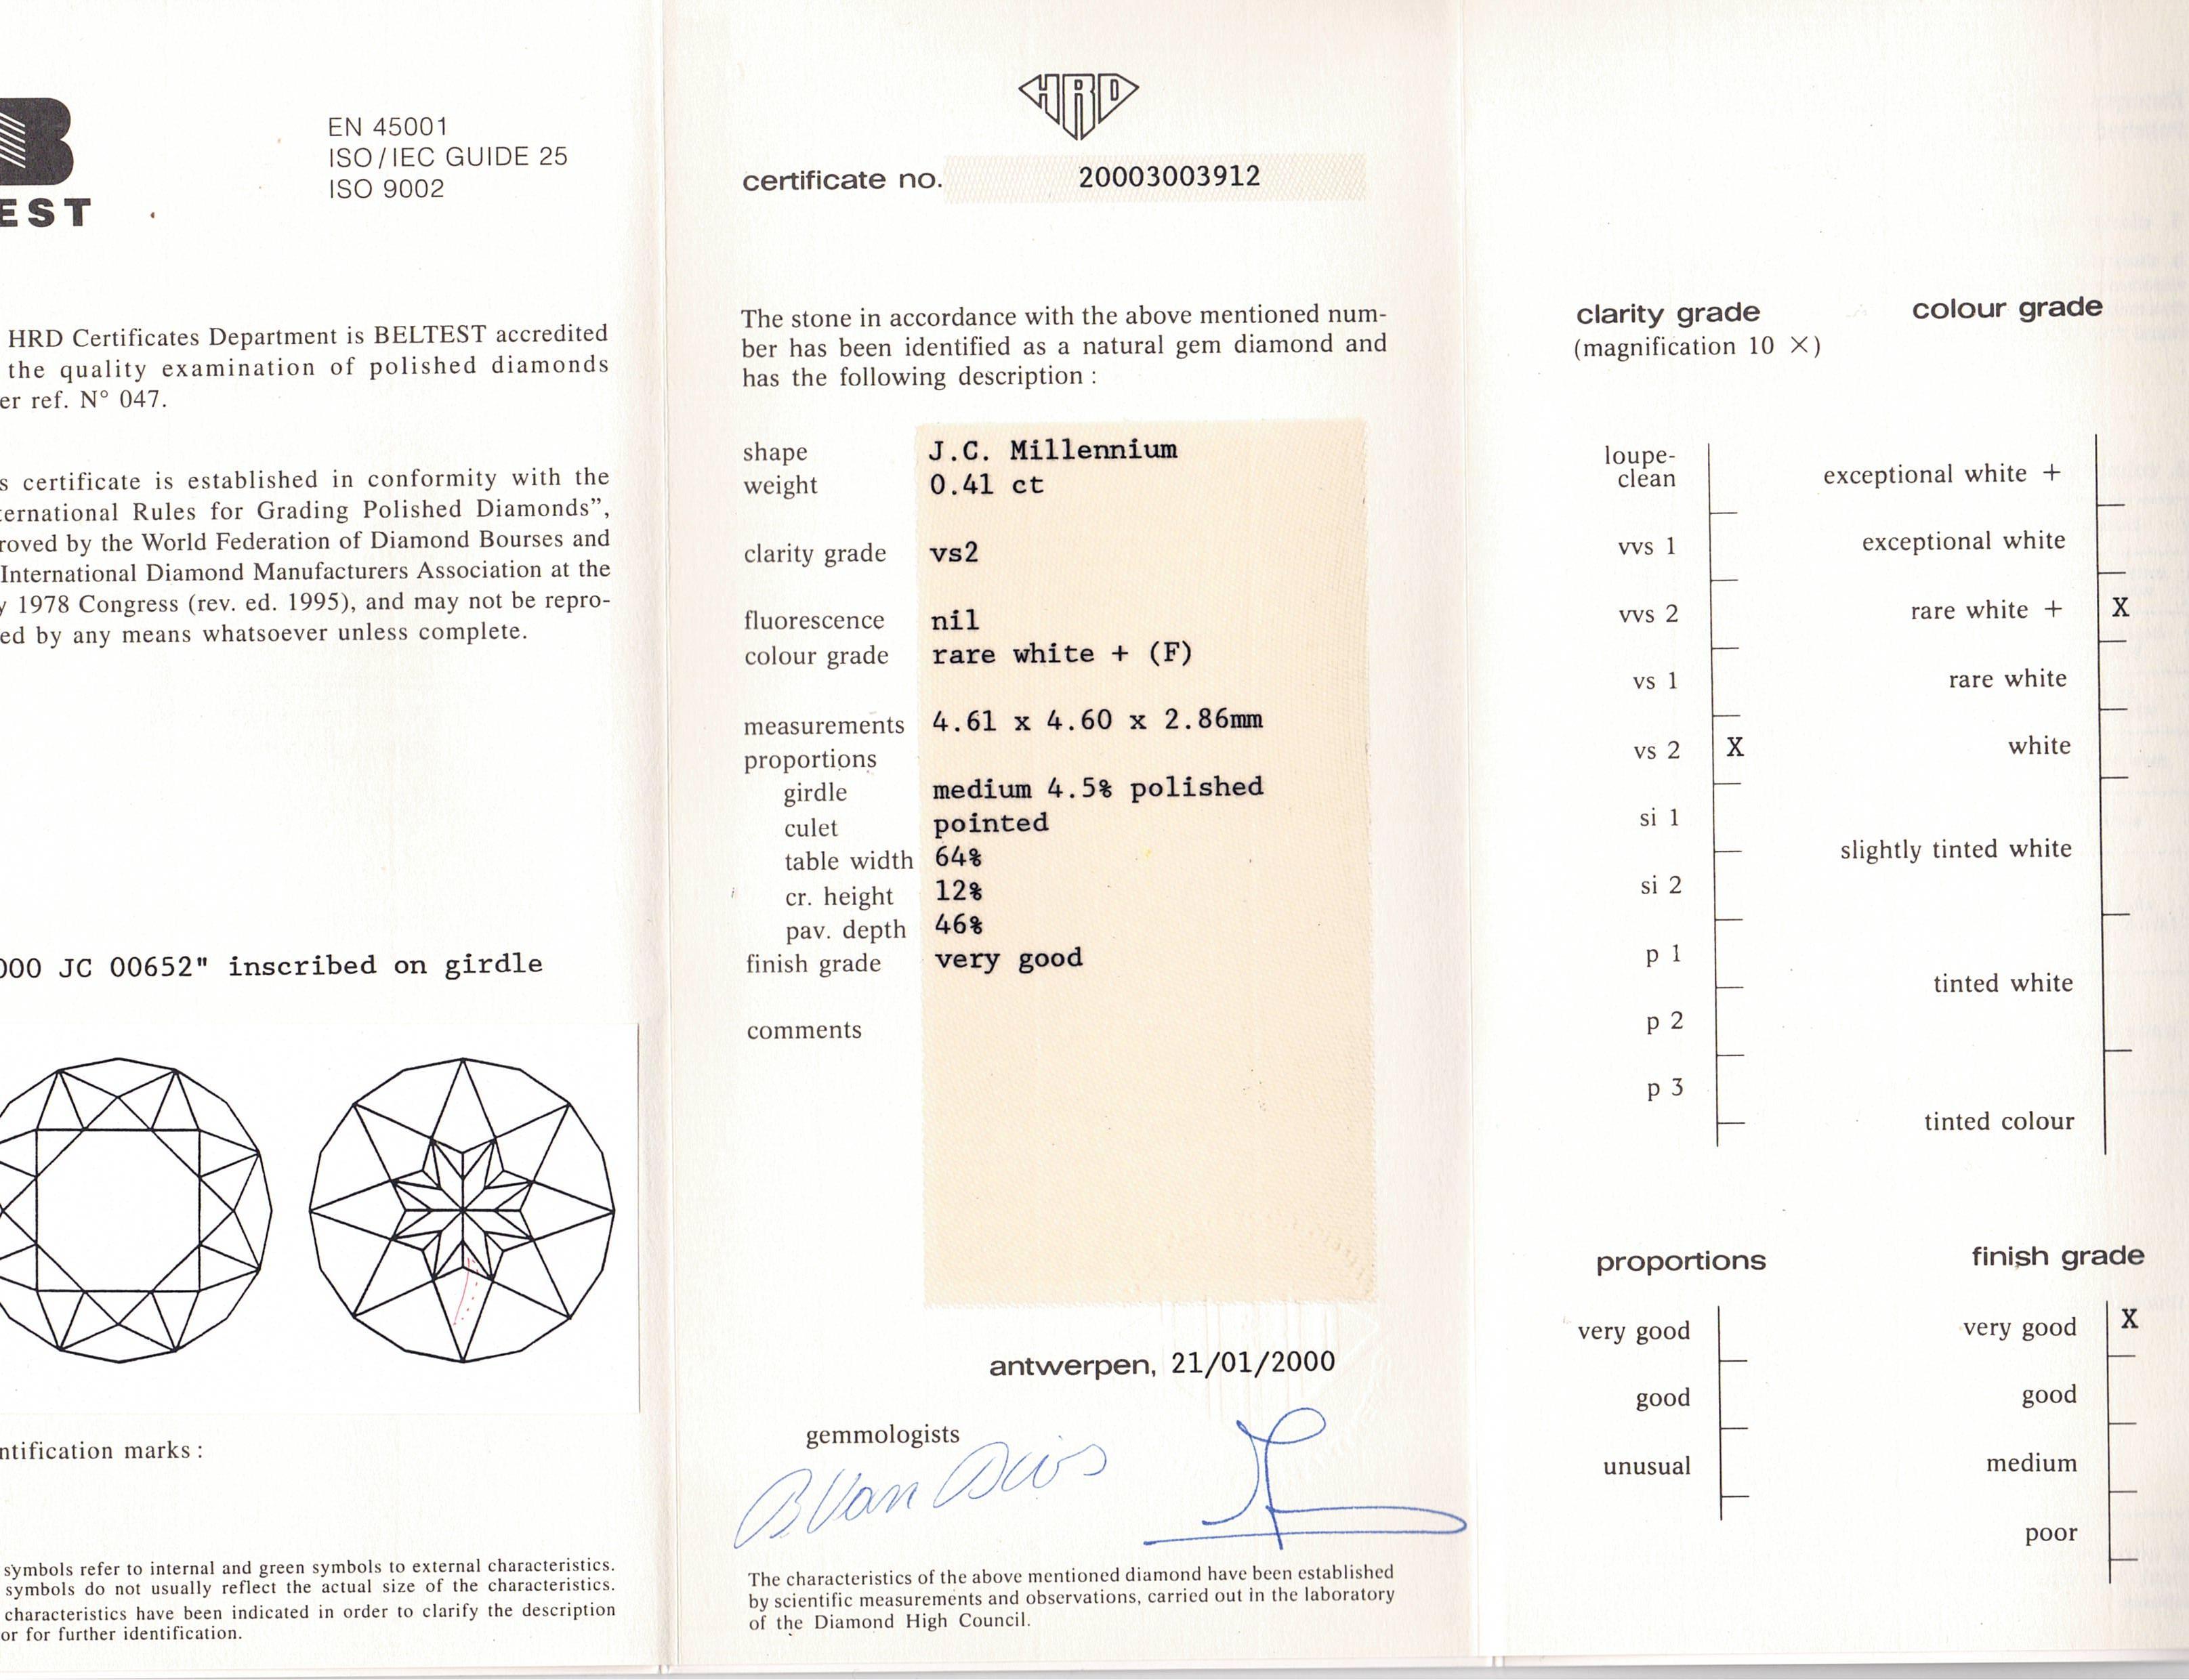 EST
EN 45001
ISO/IEC GUIDE 25
ISO 9002
HRD Certificates Department is BELTEST accredited
the quality examination of polished diamonds
er ref. N° 047.
s certificate is established in conformity with the
ernational Rules for Grading Polished Diamonds”,
roved by the World Federation of Diamond Bourses and
International Diamond Manufacturers Association at the
y 1978 Congress (rev. ed. 1995), and may not be repro-
ed by any means whatsoever unless complete.
000 JC 00652" inscribed on girdle
ntification marks :
symbols refer to internal and green symbols to external characteristics.
symbols do not usually reflect the actual size of the characteristics.
characteristics have been indicated in order to clarify the description
or for further identification.
HRD
certificate no. 20003003912
The stone in accordance with the above mentioned num-
ber has been identified as a natural gem diamond and
has the following description :
shape J.C. Millennium
weight 0.41 ct
clarity grade vs2
fluorescence nil
colour grade rare white + (F)
measurements 4.61 x 4.60 x 2.86mm
proportions
girdle medium 4.5% polished
culet pointed
table width 64%
cr. height 12%
pav. depth 46%
finish grade very good
comments
antwerpen, 21/01/2000
gemmologists
The characteristics of the above mentioned diamond have been established
by scientific measurements and observations, carried out in the laboratory
of the Diamond High Council.
clarity grade
(magnification 10 ×)
loupe-
clean
vvs 1
vvs 2
vs 1
vs 2 X
si 1
si 2
p 1
p 2
p 3
colour grade
exceptional white +
exceptional white
rare white + X
rare white
white
slightly tinted white
tinted white
tinted colour
proportions
very good
good
unusual
finish grade
very good X
good
medium
poor